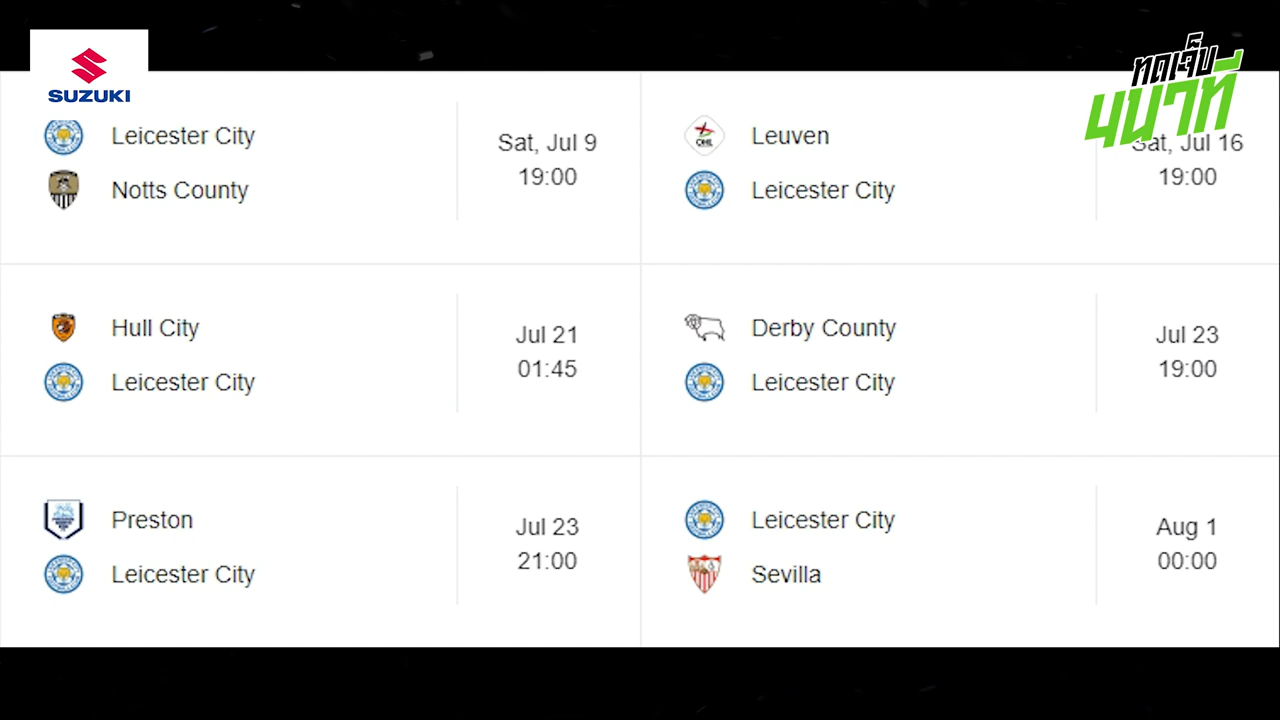 SUZUKI
ทดเจ็บ
4นาที
Leicester City
Notts County
Sat, Jul 9
19:00
OHL
Leuven
Leicester City
Sat, Jul 16
19:00
Hull City
Leicester City
Jul 21
01:45
Derby County
Leicester City
Jul 23
19:00
Preston
Leicester City
Jul 23
21:00
Leicester City
Sevilla
Aug 1
00:00